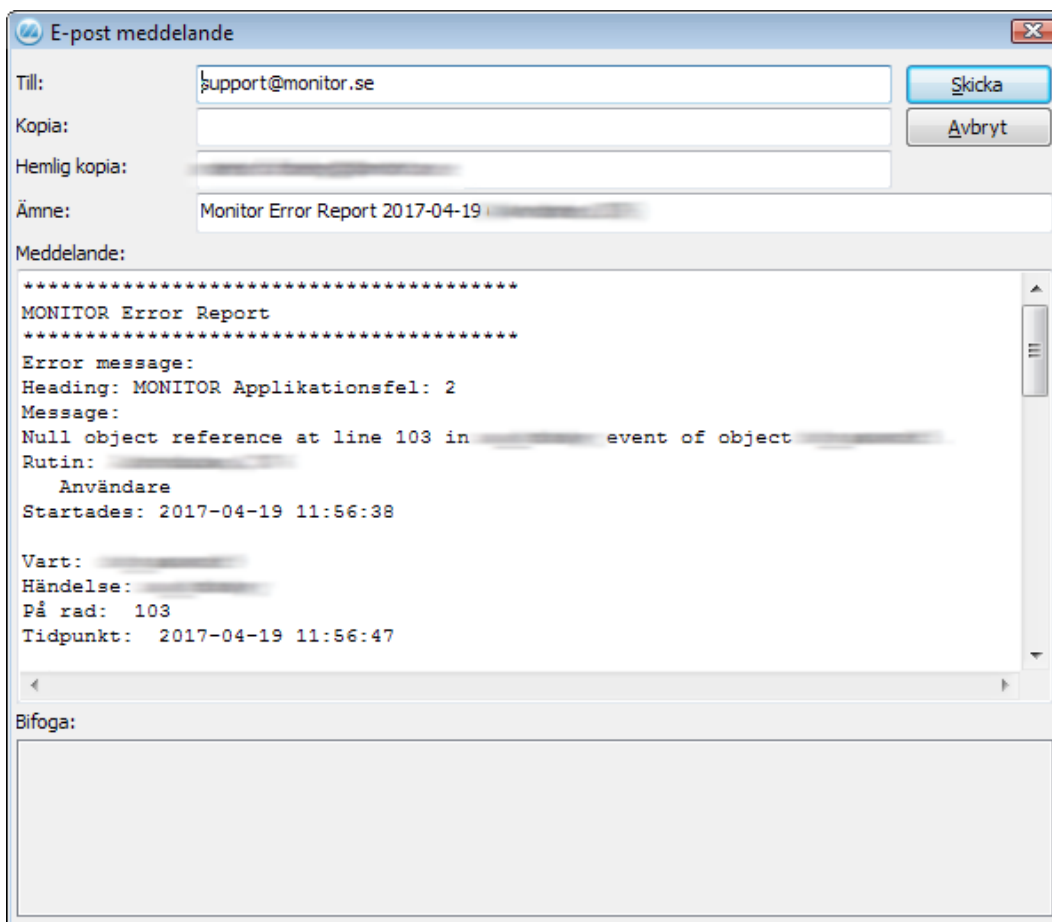 E-post meddelande
Till:
support@monitor.se
Skicka
Kopia:
Avbryt
Hemlig kopia:
Ämne:
Monitor Error Report 2017-04-19
Meddelande:
****************************************
MONITOR Error Report
****************************************
Error message:
Heading: MONITOR Applikationsfel: 2
Message:
Null object reference at line 103 in event of object
Rutin:
Användare
Startades: 2017-04-19 11:56:38
Vart:
Händelse:
På rad: 103
Tidpunkt: 2017-04-19 11:56:47
Bifoga: